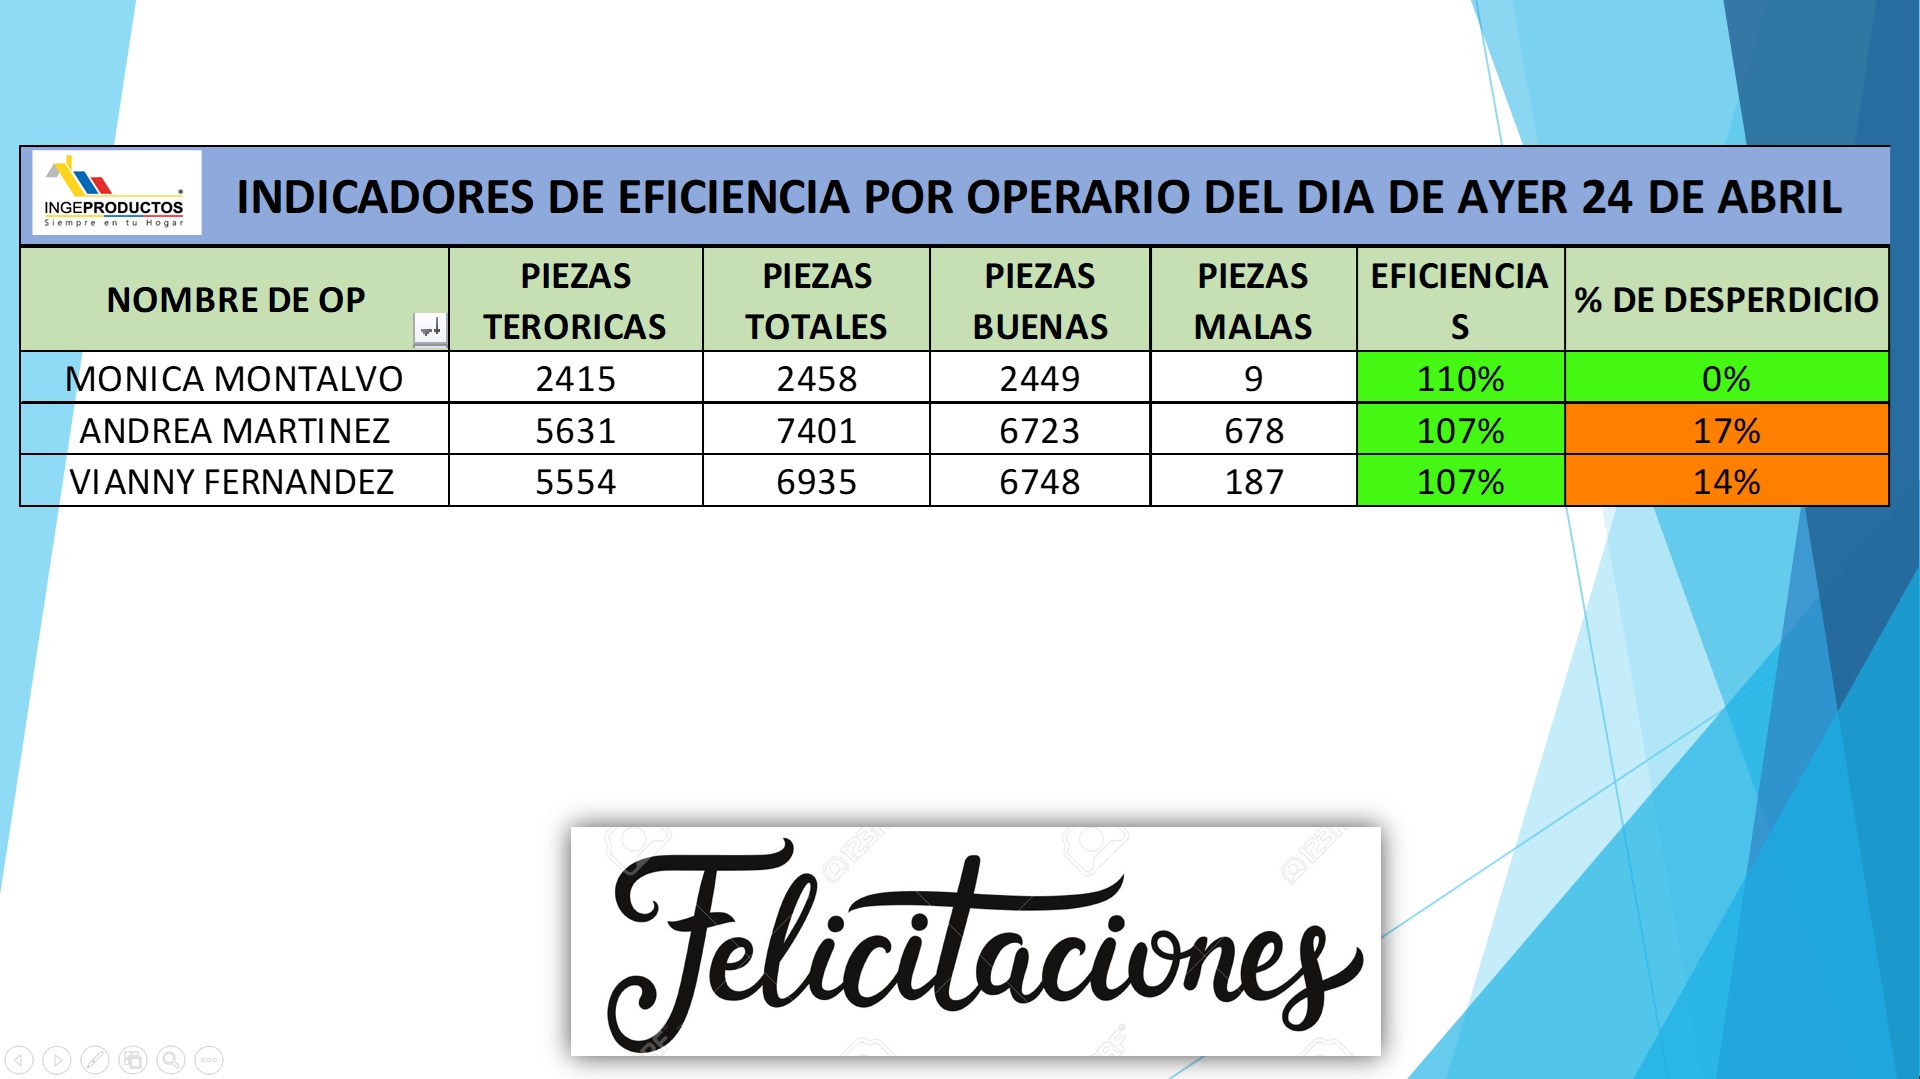 INGEPRODUCTOS
Siempre en tu Hogar
INDICADORES DE EFICIENCIA POR OPERARIO DEL DIA DE AYER 24 DE ABRIL
NOMBRE DE OP PIEZAS TERORICAS PIEZAS TOTALES PIEZAS BUENAS PIEZAS MALAS EFICIENCIAS % DE DESPERDICIO
MONICA MONTALVO 2415 2458 2449 9 110% 0%
ANDREA MARTINEZ 5631 7401 6723 678 107% 17%
VIANNY FERNANDEZ 5554 6935 6748 187 107% 14%
Felicitaciones